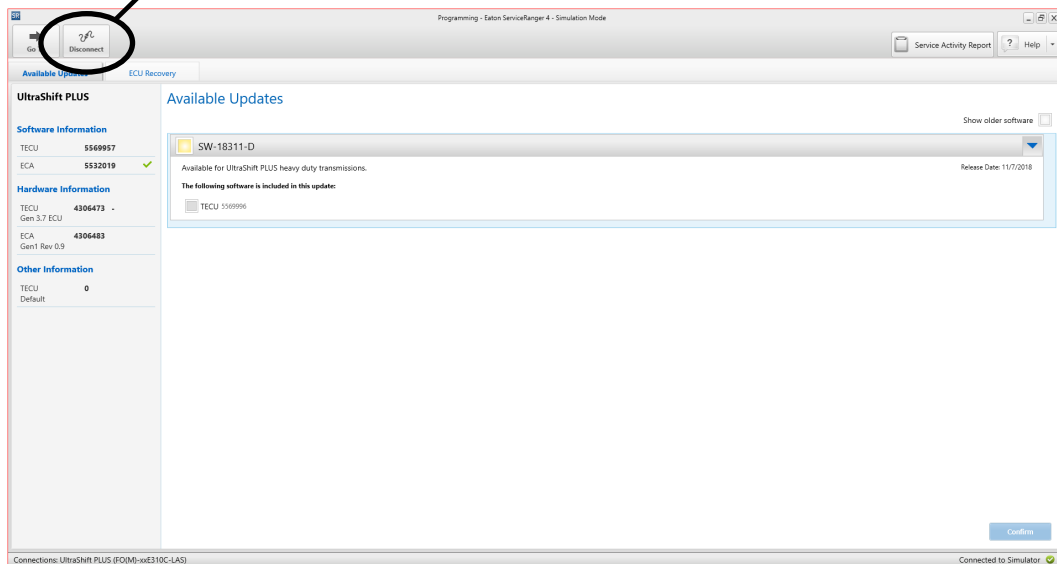 SR
Programming - Eaton ServiceRanger 4 - Simulation Mode
Go
Disconnect
Service Activity Report
? Help
Available Updates
ECU Recovery
UltraShift PLUS
Available Updates
Show older software
Software Information
TECU 5569957
ECA 5532019
Hardware Information
TECU 4306473 -
Gen 3.7 ECU
ECA 4306483
Gen1 Rev 0.9
Other Information
TECU 0
Default
SW-18311-D
Available for UltraShift PLUS heavy duty transmissions.
Release Date: 11/7/2018
The following software is included in this update:
TECU 5569996
Confirm
Connections: UltraShift PLUS (FO(M)-xxE310C-LAS)
Connected to Simulator